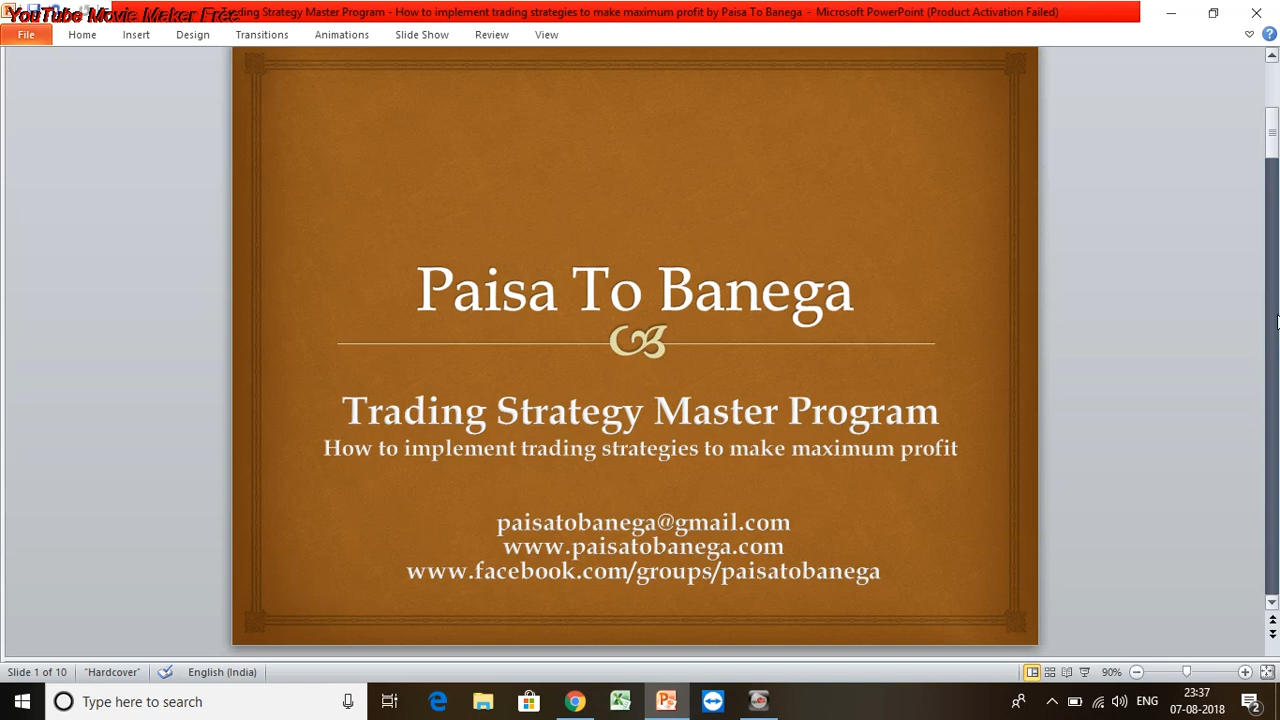 YouTube Movie Maker Free
Trading Strategy Master Program - How to implement trading strategies to make maximum profit by Paisa To Banega - Microsoft PowerPoint (Product Activation Failed)
File Home Insert Design Transitions Animations Slide Show Review View
Paisa To Banega
Trading Strategy Master Program
How to implement trading strategies to make maximum profit
paisatobanega@gmail.com
www.paisatobanega.com
www.facebook.com/groups/paisatobanega
Slide 1 of 10 "Hardcover" English (India) 90%
Type here to search ENG 23:37
07-08-2018 2